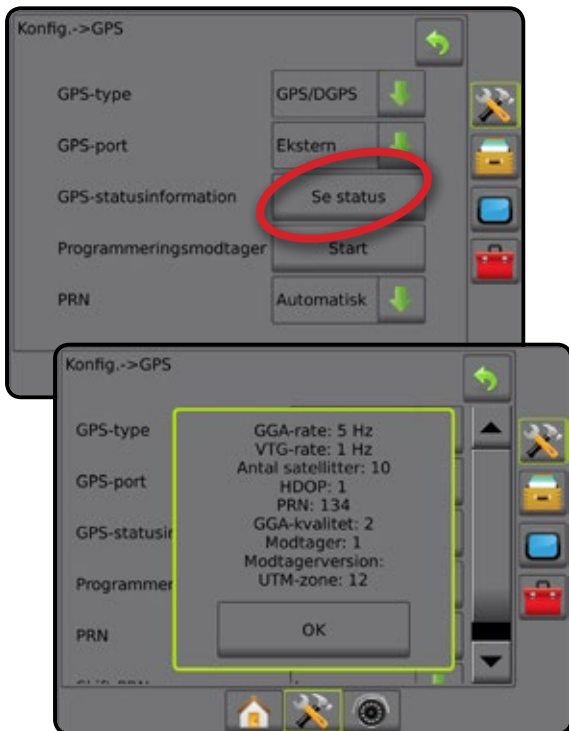 Konfig.->GPS
GPS-type GPS/DGPS
GPS-port Ekstern
GPS-statusinformation Se status
Programmeringsmodtager Start
PRN Automatisk
Konfig.->GPS
GPS-type
GPS-port
GPS-statusin
Programmer
PRN
GGA-rate: 5 Hz
VTG-rate: 1 Hz
Antal satellitter: 10
HDOP: 1
PRN: 134
GGA-kvalitet: 2
Modtager: 1
Modtagerversion:
UTM-zone: 12
OK